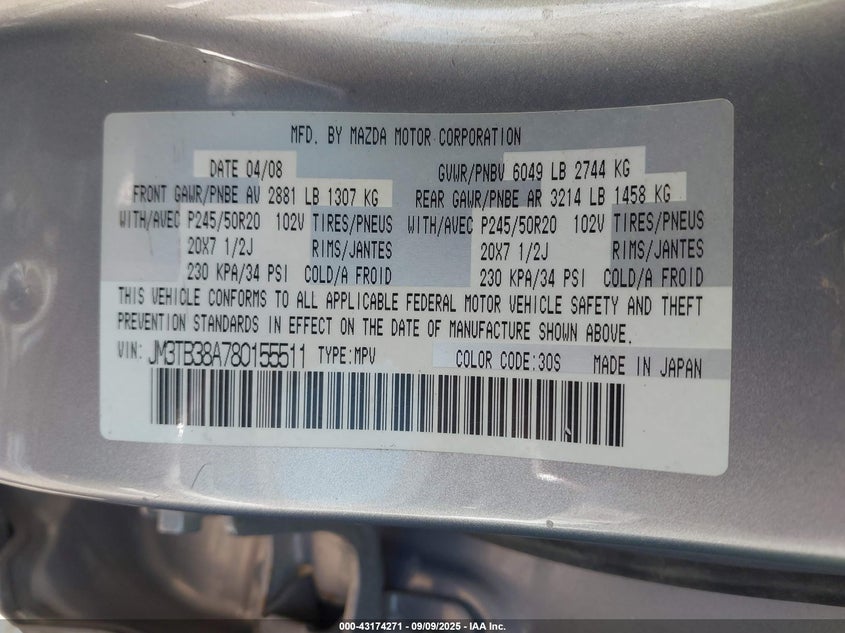 MFD. BY MAZDA MOTOR CORPORATION
DATE 04/08 GVWR/PNBV 6049 LB 2744 KG
FRONT GAWR/PNBE AV 2881 LB 1307 KG REAR GAWR/PNBE AR 3214 LB 1458 KG
WITH/AVEC P245/50R20 102V TIRES/PNEUS WITH/AVEC P245/50R20 102V TIRES/PNEUS
20X7 1/2J RIMS/JANTES 20X7 1/2J RIMS/JANTES
230 KPA/34 PSI COLD/A FROID 230 KPA/34 PSI COLD/A FROID
THIS VEHICLE CONFORMS TO ALL APPLICABLE FEDERAL MOTOR VEHICLE SAFETY AND THEFT
PREVENTION STANDARDS IN EFFECT ON THE DATE OF MANUFACTURE SHOWN ABOVE.
VIN: JM3TB38A780155511 TYPE:MPV COLOR CODE:30S MADE IN JAPAN
000-43174271 - 09/09/2025 - IAA Inc.